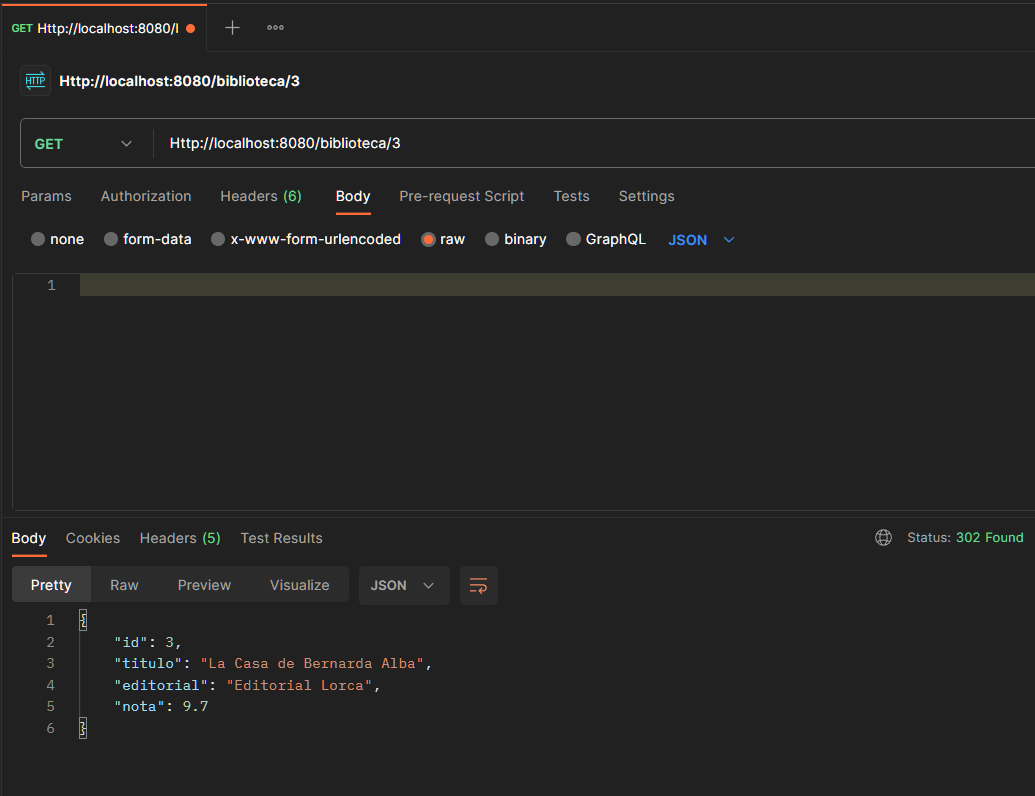 GET Http://localhost:8080/l
HTTP Http://localhost:8080/biblioteca/3
GET Http://localhost:8080/biblioteca/3
Params Authorization Headers (6) Body Pre-request Script Tests Settings
none form-data x-www-form-urlencoded raw binary GraphQL JSON
1
Body Cookies Headers (5) Test Results Status: 302 Found
Pretty Raw Preview Visualize JSON
1 {
2 "id": 3,
3 "titulo": "La Casa de Bernarda Alba",
4 "editorial": "Editorial Lorca",
5 "nota": 9.7
6 }